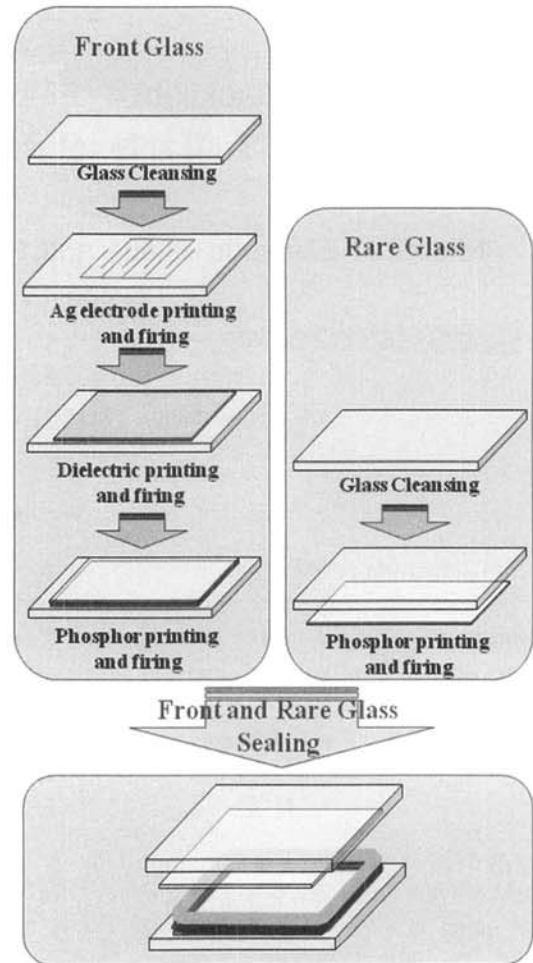 Front Glass
Glass Cleansing
Ag electrode printing
and firing
Dielectric printing
and firing
Phosphor printing
and firing
Rare Glass
Glass Cleansing
Phosphor printing
and firing
Front and Rare Glass
Sealing